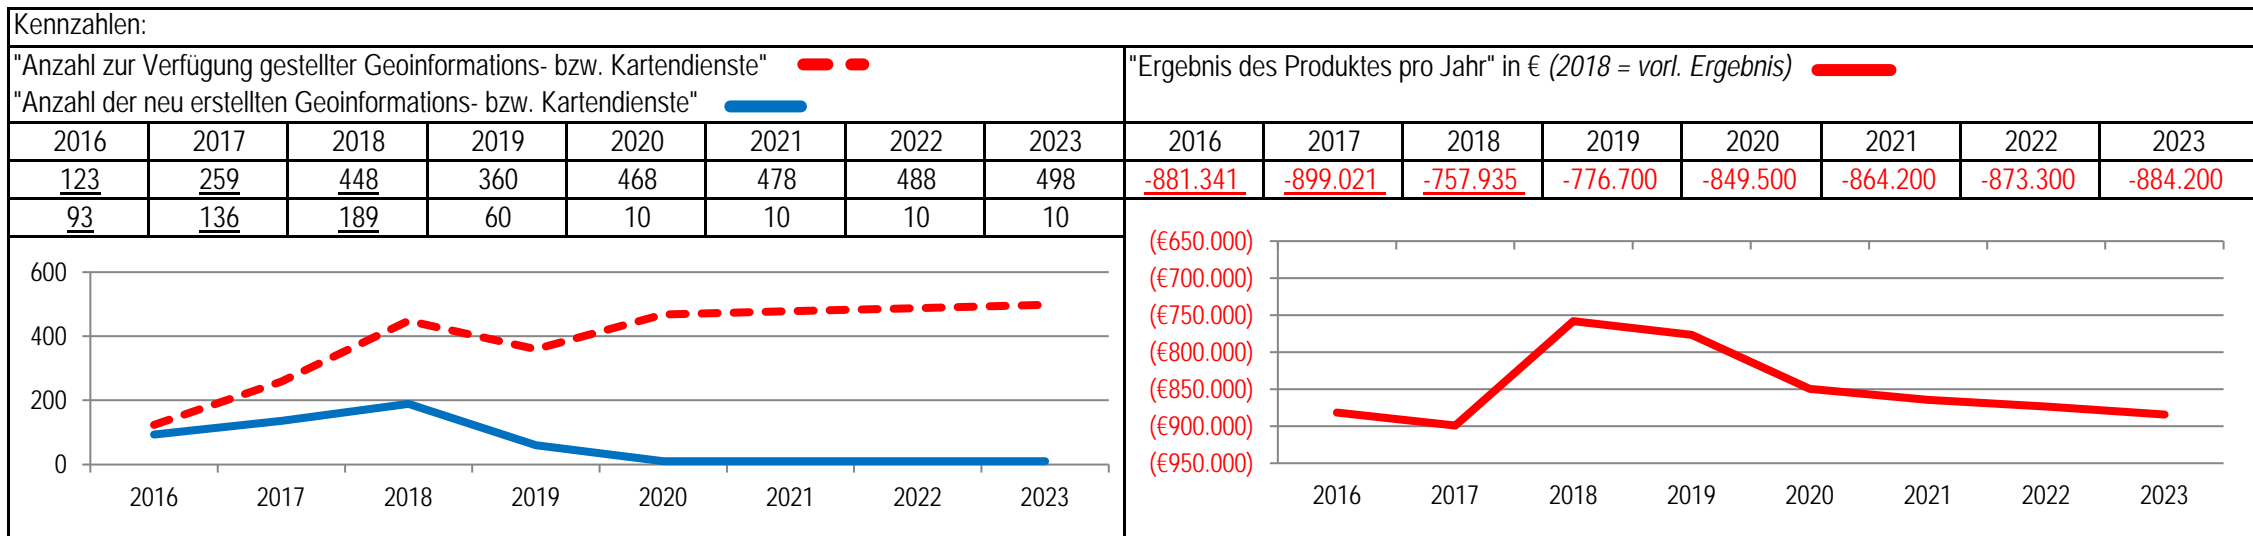 Kennzahlen:
"Anzahl zur Verfügung gestellter Geoinformations- bzw. Kartendienste"
"Anzahl der neu erstellten Geoinformations- bzw. Kartendienste"
2016 2017 2018 2019 2020 2021 2022 2023
123 259 448 360 468 478 488 498
93 136 189 60 10 10 10 10
600
400
200
0
2016 2017 2018 2019 2020 2021 2022 2023
"Ergebnis des Produktes pro Jahr" in € (2018 = vorl. Ergebnis)
2016 2017 2018 2019 2020 2021 2022 2023
-881.341 -899.021 -757.935 -776.700 -849.500 -864.200 -873.300 -884.200
(€650.000)
(€700.000)
(€750.000)
(€800.000)
(€850.000)
(€900.000)
(€950.000)
2016 2017 2018 2019 2020 2021 2022 2023